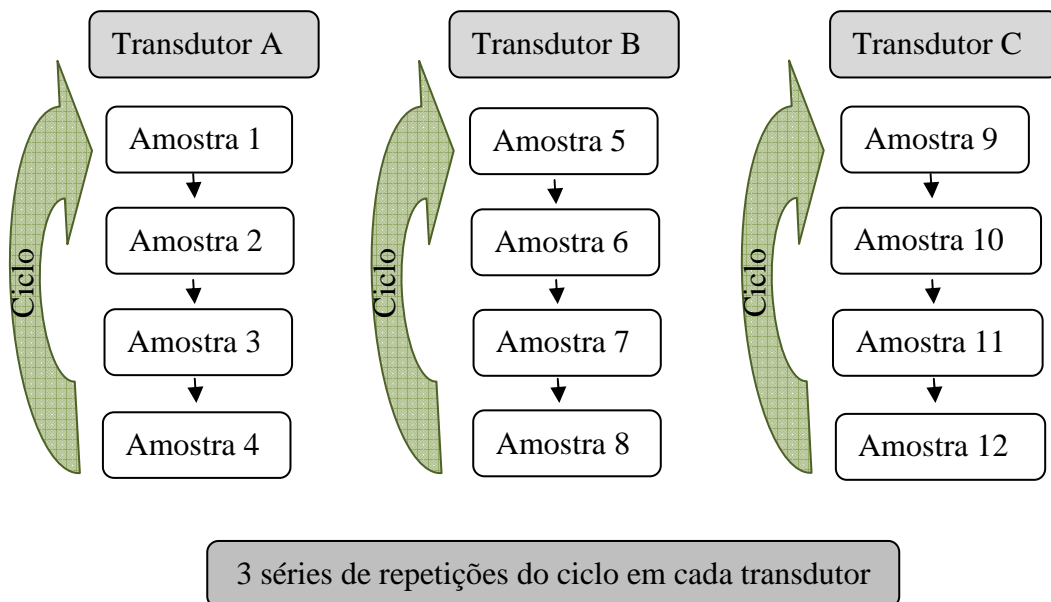 Transdutor A
Transdutor B
Transdutor C
Ciclo
Amostra 1
Amostra 2
Amostra 3
Amostra 4
Ciclo
Amostra 5
Amostra 6
Amostra 7
Amostra 8
Ciclo
Amostra 9
Amostra 10
Amostra 11
Amostra 12
3 séries de repetições do ciclo em cada transdutor